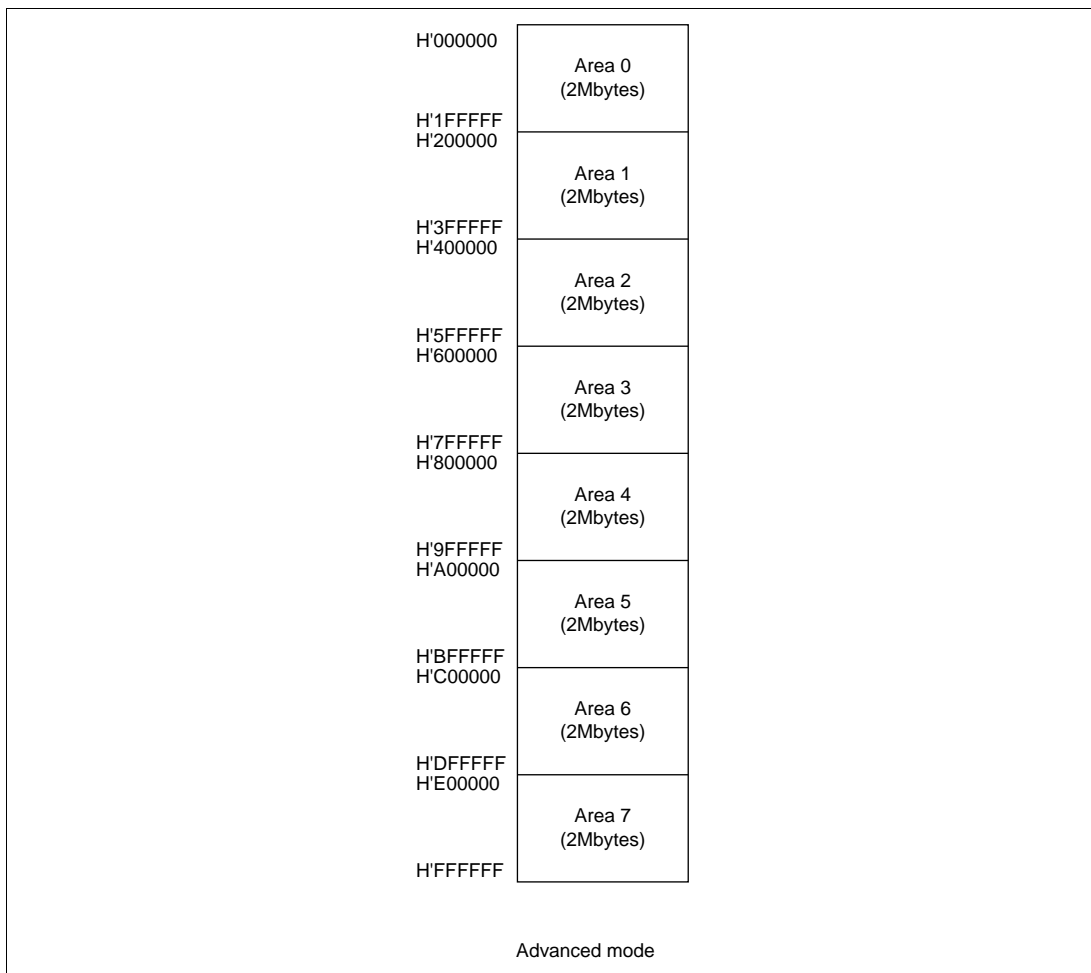 H'000000
Area 0
(2Mbytes)
H'1FFFFF
H'200000
Area 1
(2Mbytes)
H'3FFFFF
H'400000
Area 2
(2Mbytes)
H'5FFFFF
H'600000
Area 3
(2Mbytes)
H'7FFFFF
H'800000
Area 4
(2Mbytes)
H'9FFFFF
H'A00000
Area 5
(2Mbytes)
H'BFFFFF
H'C00000
Area 6
(2Mbytes)
H'DFFFFF
H'E00000
Area 7
(2Mbytes)
H'FFFFFF
Advanced mode